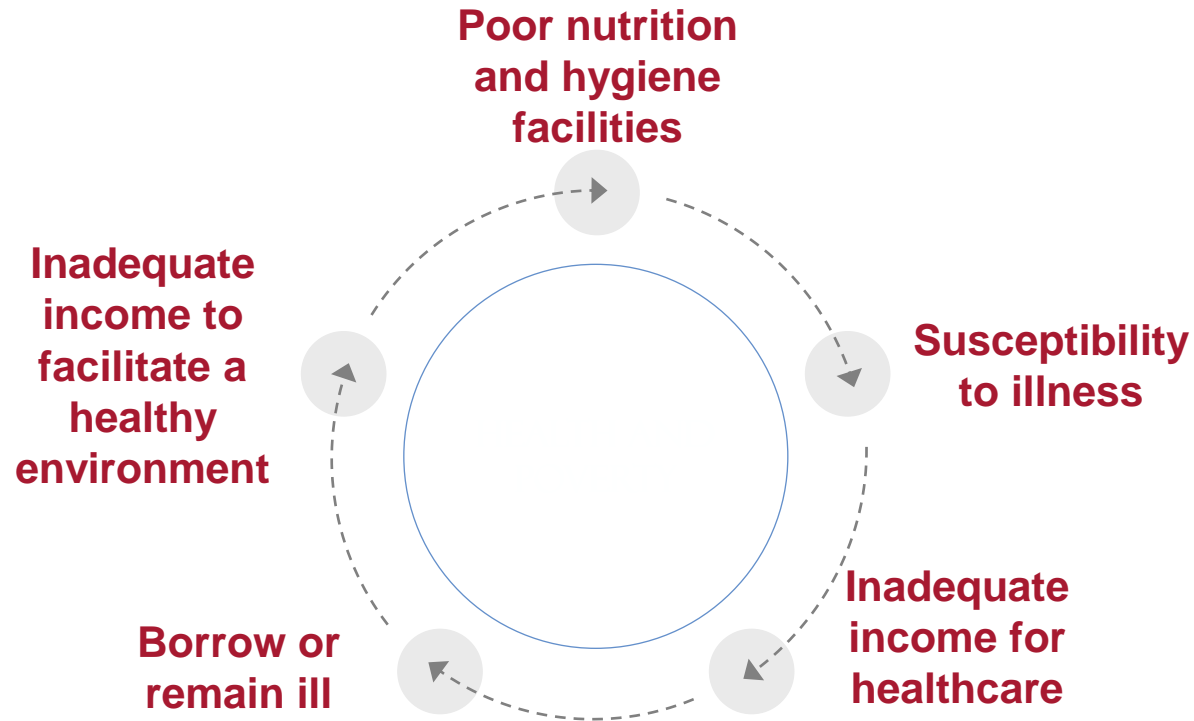 Poor nutrition
and hygiene
facilities
Susceptibility
to illness
Inadequate
income for
healthcare
Borrow or
remain ill
Inadequate
income to
facilitate a
healthy
environment